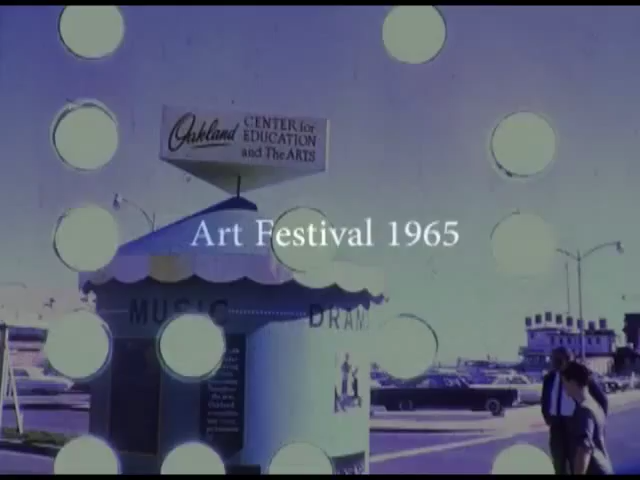 Oakland CENTER for
EDUCATION
and The ARTS
Art Festival 1965
MUSIC
DRAM